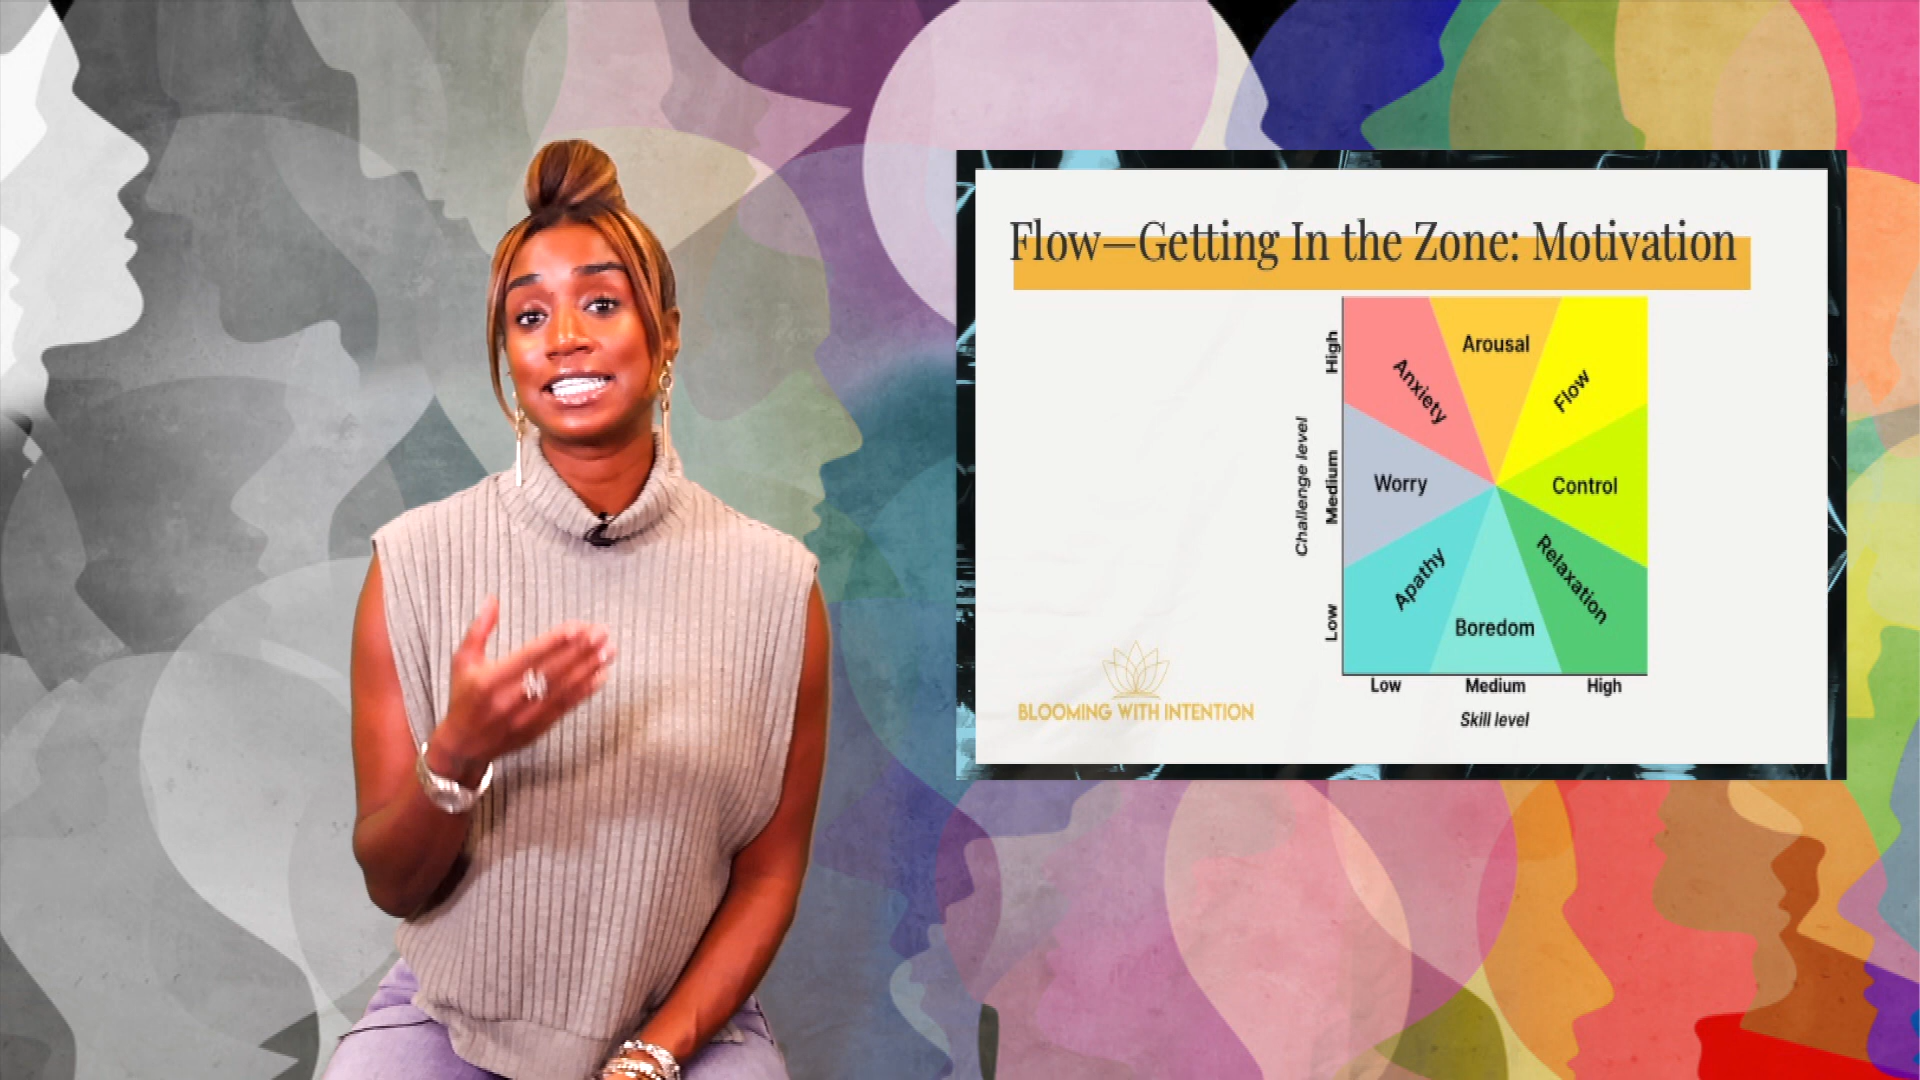 Flow—Getting In the Zone: Motivation
High
Medium
Low
Challenge level
Anxiety
Arousal
Flow
Worry
Control
Apathy
Boredom
Relaxation
Low Medium High
Skill level
BLOOMING WITH INTENTION